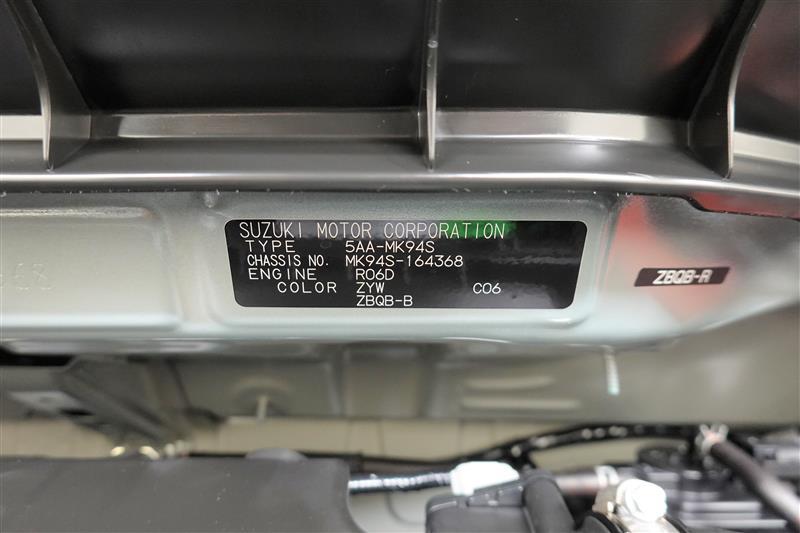 SUZUKI MOTOR CORPORATION
TYPE 5AA-MK94S
CHASSIS NO. MK94S-164368
ENGINE R06D
COLOR ZYW C06
ZBQB-B
ZBQB-R